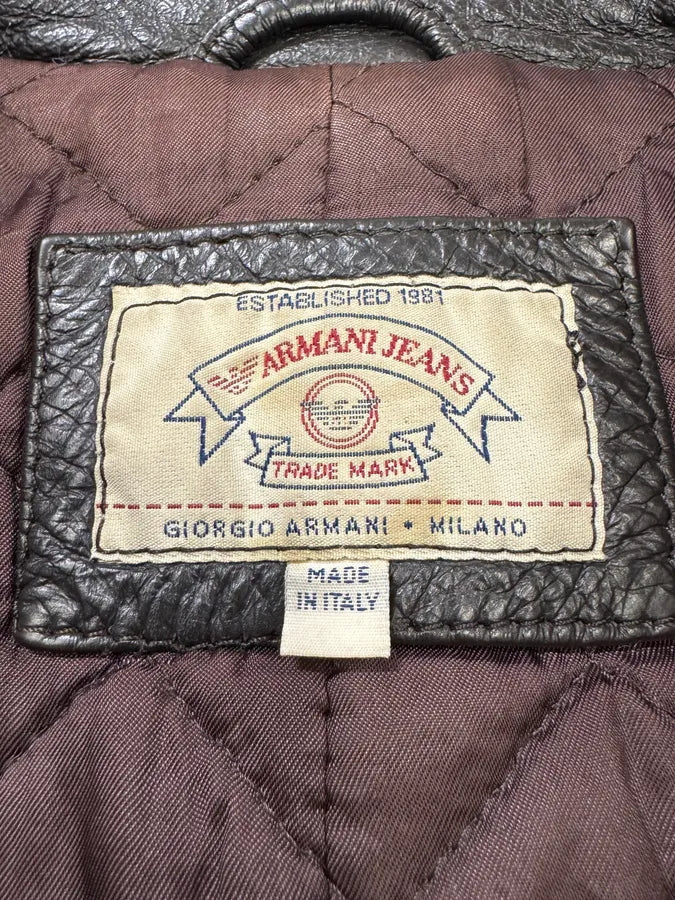 ESTABLISHED 1981
ARMANI JEANS
TRADE MARK
GIORGIO ARMANI • MILANO
MADE
IN ITALY